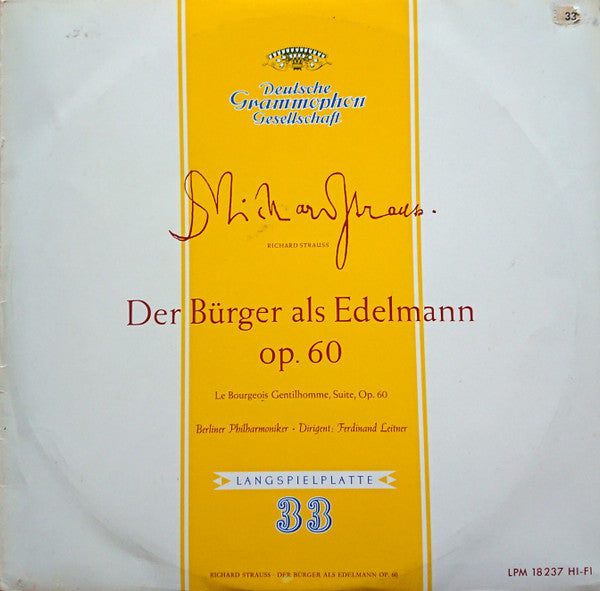 33
Deutsche
Grammophon
Gesellschaft
Richard Strauss.
RICHARD STRAUSS
Der Bürger als Edelmann
op. 60
Le Bourgeois Gentilhomme, Suite, Op. 60
Berliner Philharmoniker · Dirigent: Ferdinand Leitner
LANGSPIELPLATTE
33
RICHARD STRAUSS · DER BÜRGER ALS EDELMANN OP. 60
LPM 18237 HI-FI